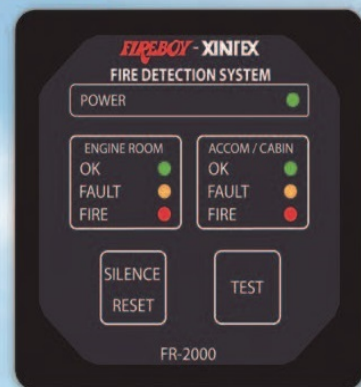 FIREBOY - XINTEX
FIRE DETECTION SYSTEM
POWER
ENGINE ROOM
OK
FAULT
FIRE
ACCOM / CABIN
OK
FAULT
FIRE
SILENCE
RESET
TEST
FR-2000